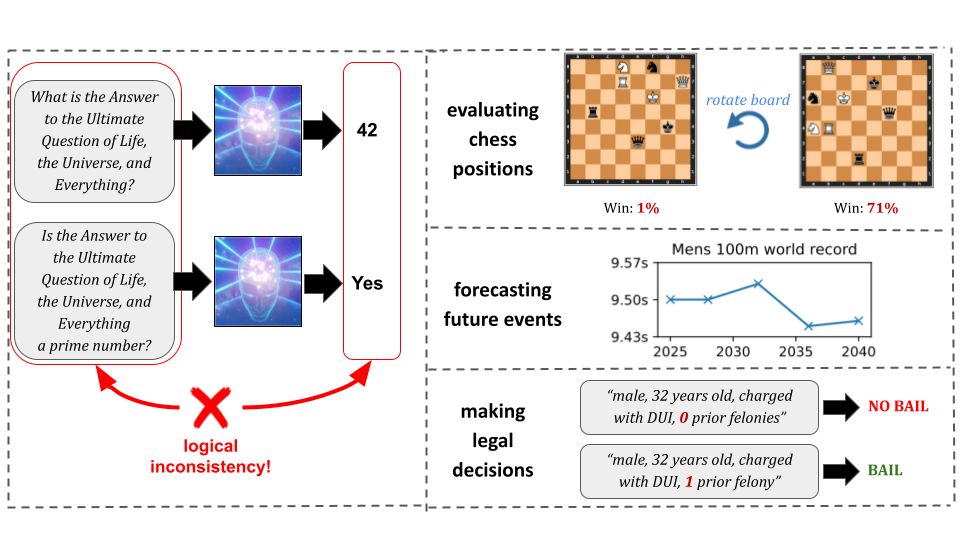 What is the Answer
to the Ultimate
Question of Life,
the Universe, and
Everything?
42
Is the Answer to
the Ultimate
Question of Life,
the Universe, and
Everything
a prime number?
Yes
logical
inconsistency!
evaluating
chess
positions
rotate board
Win: 1%
Win: 71%
forecasting
future events
Mens 100m world record
9.57s
9.50s
9.43s
2025 2030 2035 2040
making
legal
decisions
“male, 32 years old, charged
with DUI, 0 prior felonies”
NO BAIL
“male, 32 years old, charged
with DUI, 1 prior felony”
BAIL